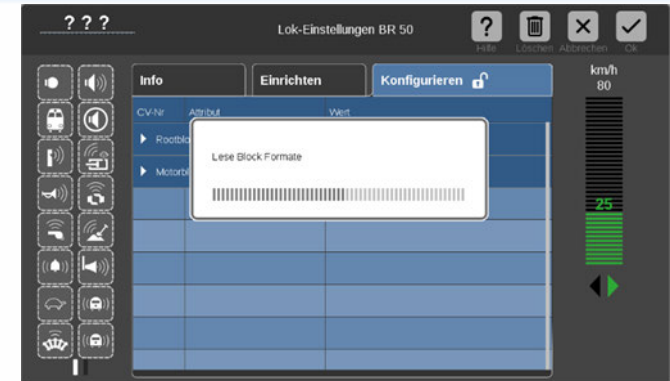 ? ? ?
Lok-Einstellungen BR 50
?
Hilfe
Löschen
Abbrechen
Ok
Info
Einrichten
Konfigurieren
km/h
80
CV-Nr
Attribut
Wert
Rootblo
Motorbl
Lese Block Formate
25